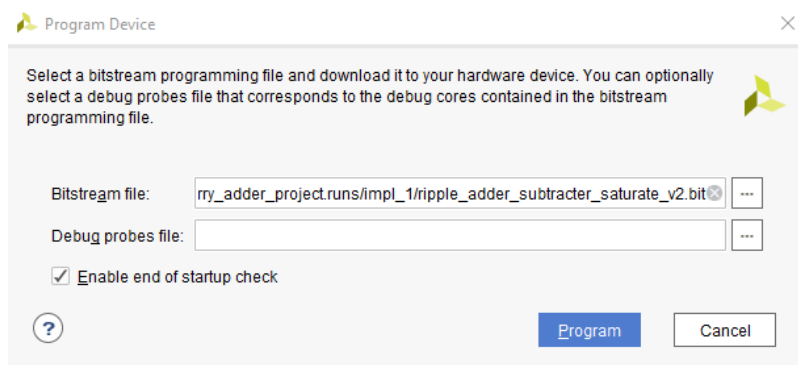 Program Device
Select a bitstream programming file and download it to your hardware device. You can optionally
select a debug probes file that corresponds to the debug cores contained in the bitstream
programming file.
Bitstream file: rry_adder_project.runs/impl_1/ripple_adder_subtracter_saturate_v2.bit ...
Debug probes file: ...
Enable end of startup check
? Program Cancel